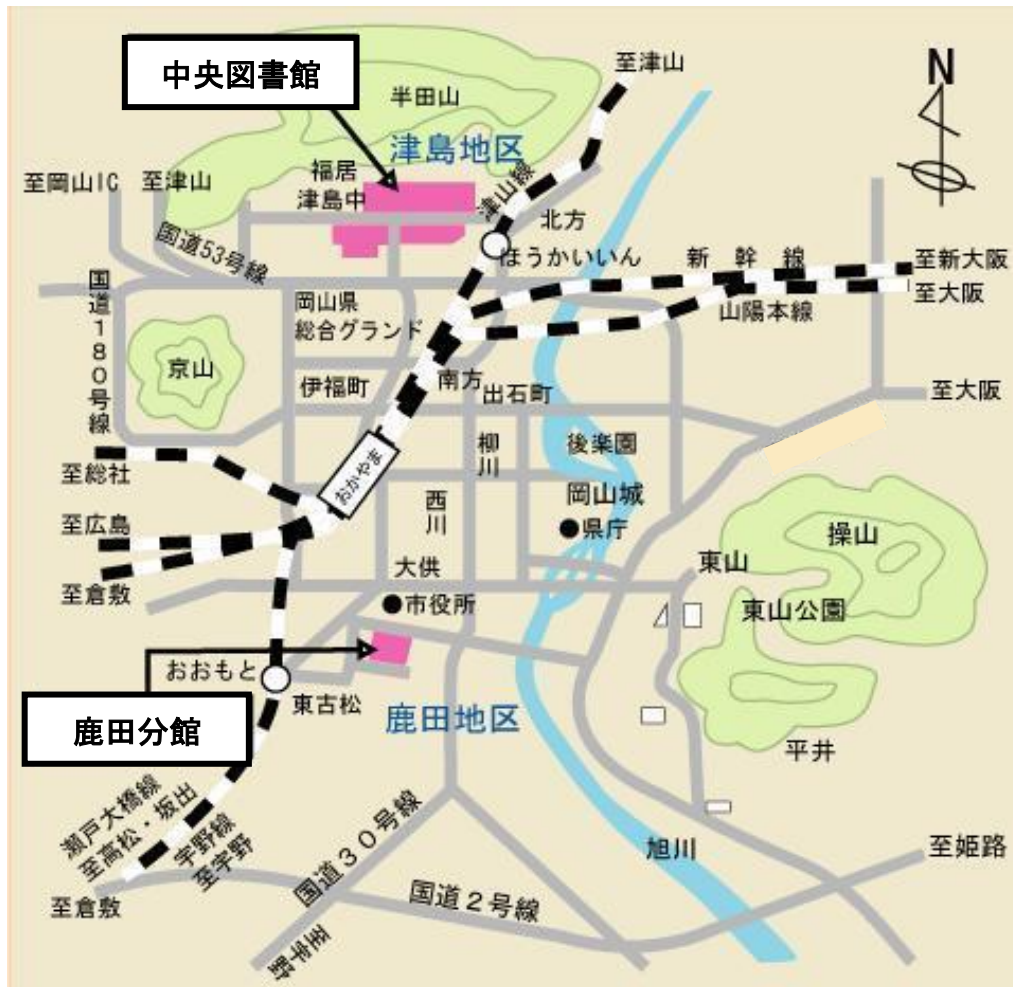 中央図書館
至津山
N
半田山
津島地区
至岡山IC
至津山
福居
津島中
津山線
北方
国道53号線
ほうかいいん
新幹線
至新大阪
国道180号線
岡山県
総合グランド
山陽本線
至大阪
京山
伊福町
南方
出石町
至大阪
柳川
後楽園
おかやま
至総社
西川
岡山城
至広島
●県庁
操山
大供
東山
至倉敷
●市役所
東山公園
おおもと
東古松
鹿田地区
鹿田分館
平井
瀬戸大橋線
至高松・坂出
宇野線
至宇野
国道30号線
旭川
至姫路
至倉敷
国道2号線
至宇野